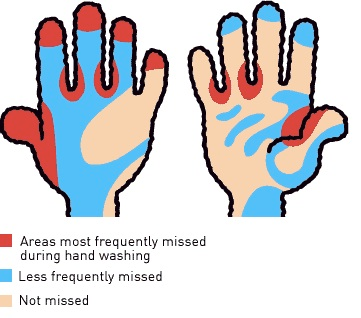 Areas most frequently missed
during hand washing
Less frequently missed
Not missed